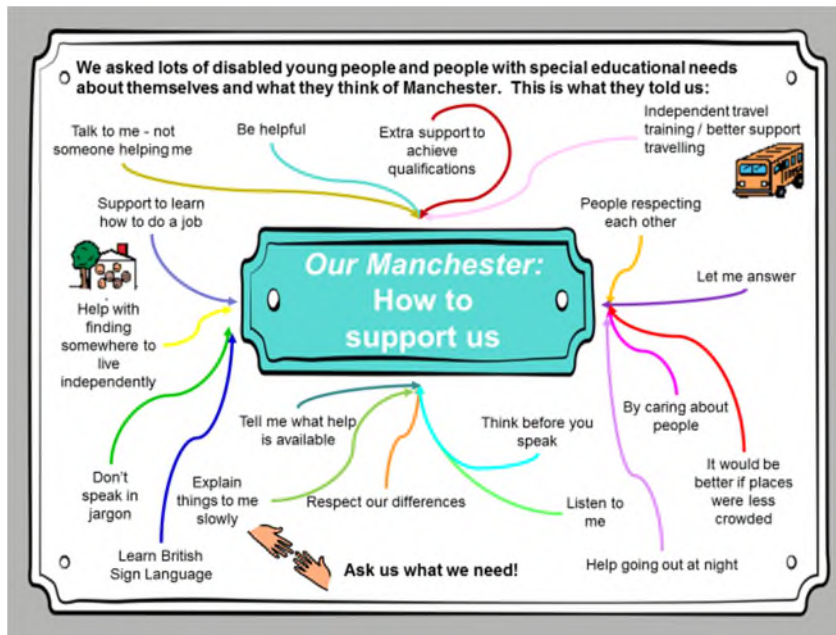 We asked lots of disabled young people and people with special educational needs
about themselves and what they think of Manchester.  This is what they told us:
Talk to me - not
someone helping me
Be helpful
Extra support to
achieve
qualifications
Independent travel
training / better support
travelling
Support to learn
how to do a job
People respecting
each other
Our Manchester:
How to
support us
Let me answer
Help with
finding
somewhere to
live
independently
Tell me what help
is available
Think before you
speak
By caring about
people
Don't
speak in
jargon
Explain
things to me
slowly
Respect our differences
Listen to
me
It would be
better if places
were less
crowded
Learn British
Sign Language
Ask us what we need!
Help going out at night